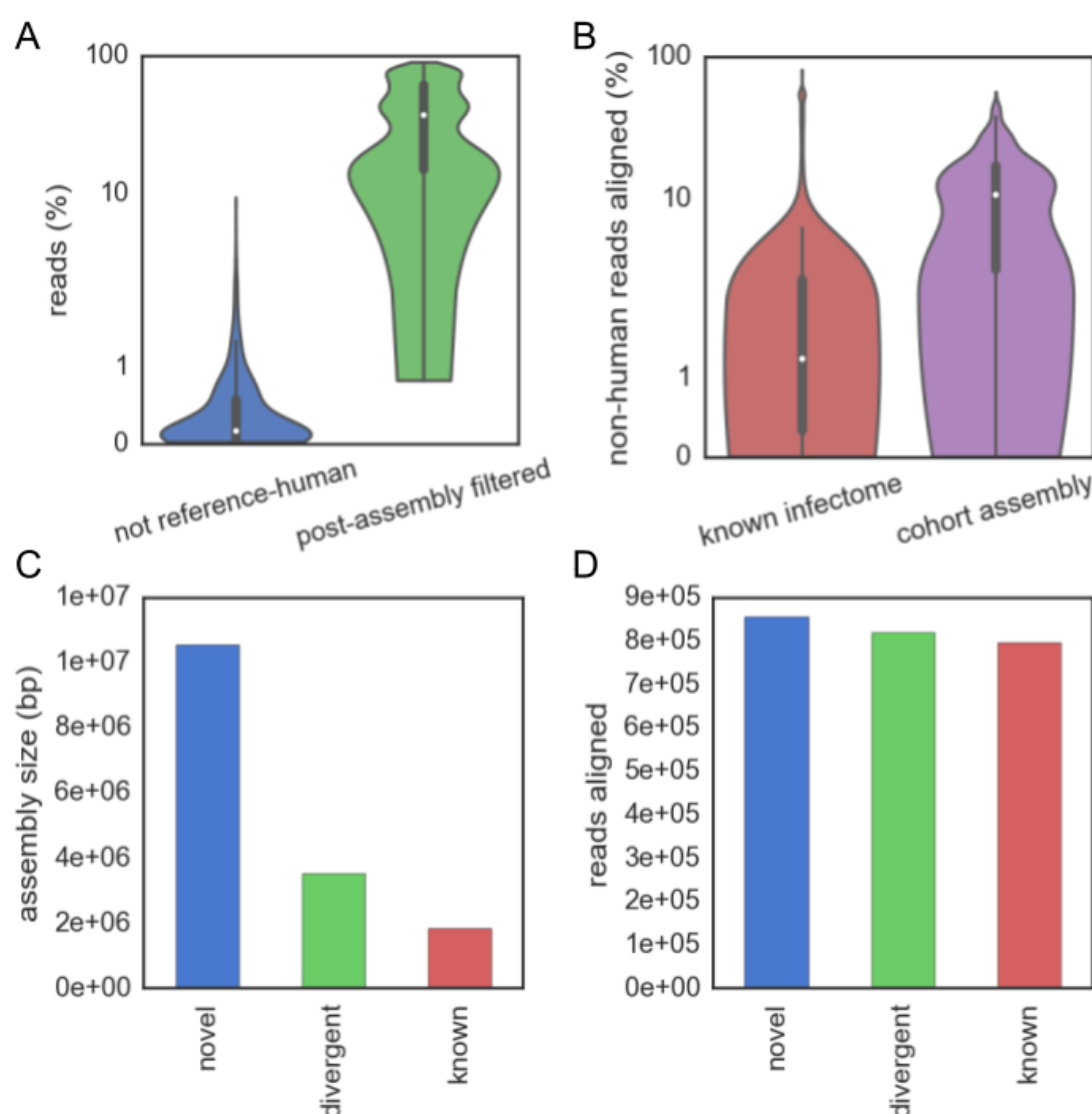 A
100
10
1
0
reads (%)
not reference-human
post-assembly filtered
B
100
10
1
0
non-human reads aligned (%)
known infectome
cohort assembly
C
1e+07
1e+07
8e+06
6e+06
4e+06
2e+06
0e+00
assembly size (bp)
novel
divergent
known
D
9e+05
8e+05
7e+05
6e+05
5e+05
4e+05
3e+05
2e+05
1e+05
0e+00
reads aligned
novel
divergent
known